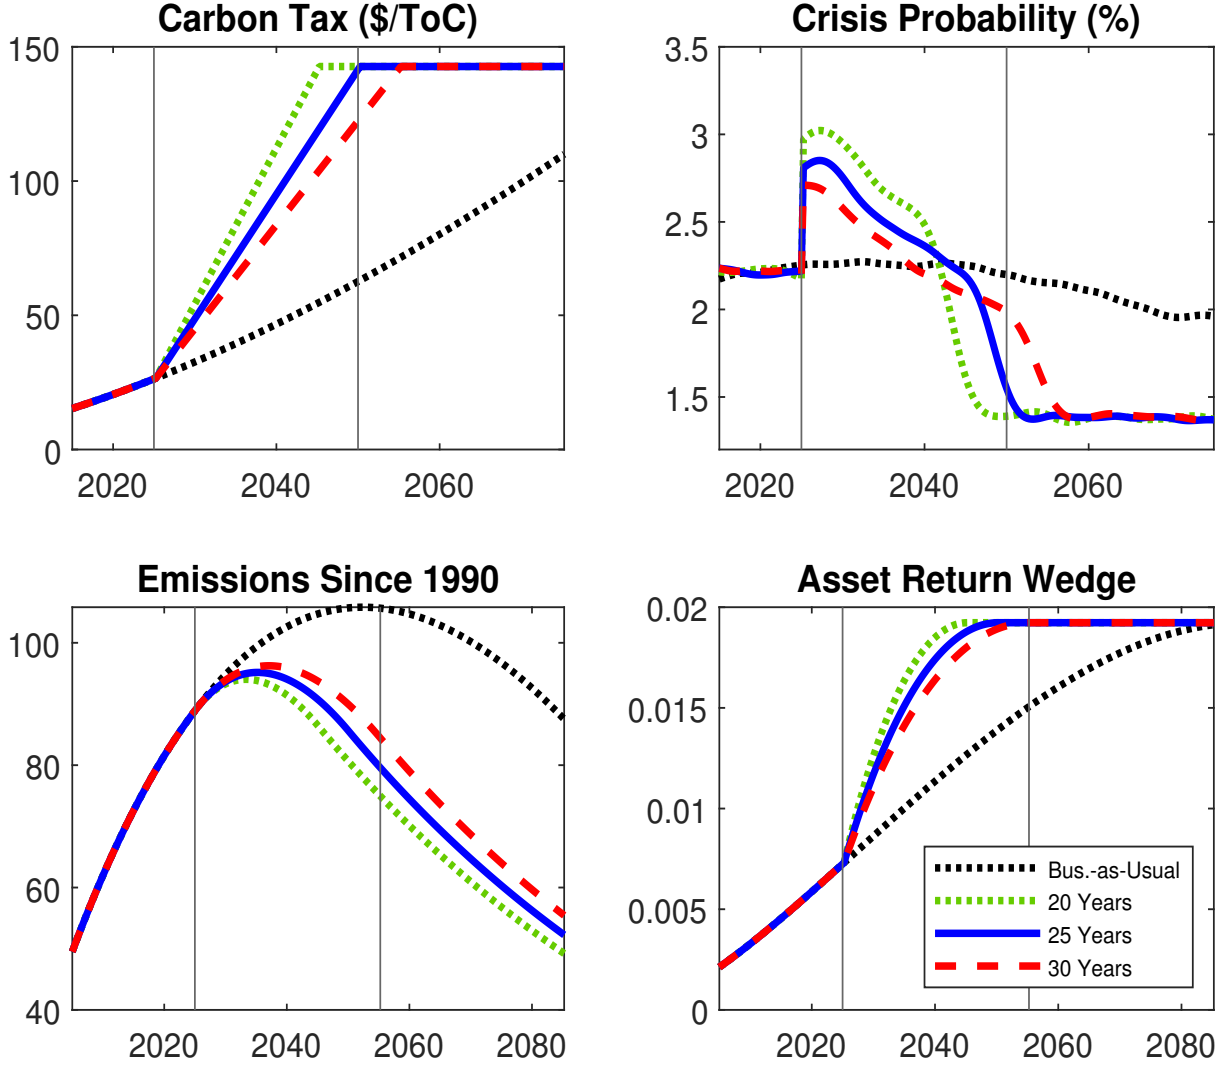 Carbon Tax ($/ToC)
150
100
50
0
2020 2040 2060
Crisis Probability (%)
3.5
3
2.5
2
1.5
2020 2040 2060
Emissions Since 1990
100
80
60
40
2020 2040 2060 2080
Asset Return Wedge
0.02
0.015
0.01
0.005
0
2020 2040 2060 2080
Bus.-as-Usual
20 Years
25 Years
30 Years